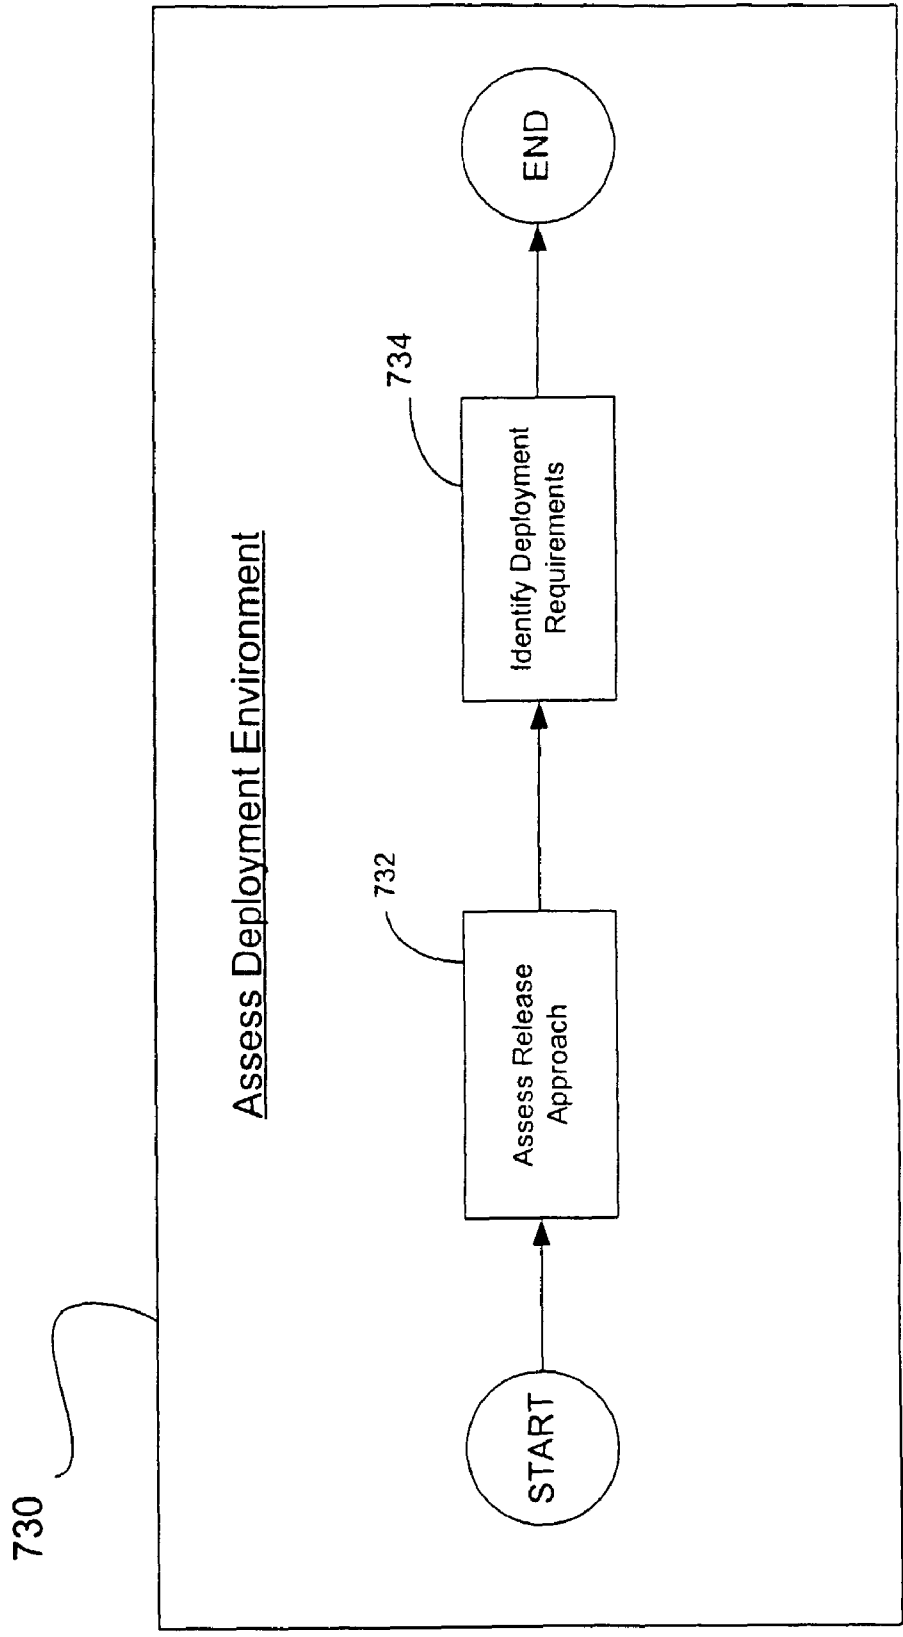 730
Assess Deployment Environment
START
732
Assess Release
Approach
734
Identify Deployment
Requirements
END